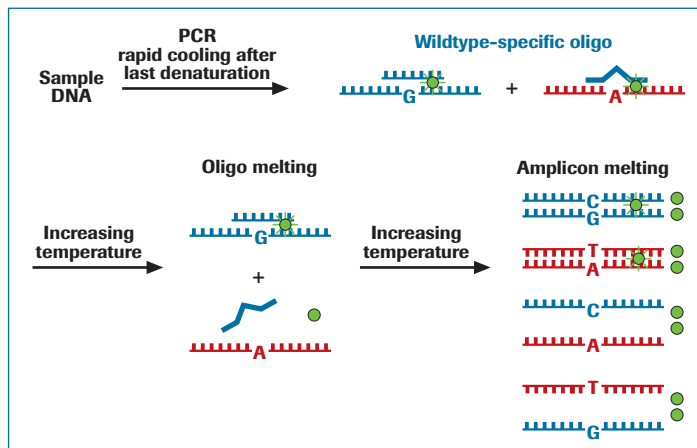 PCR
rapid cooling after
last denaturation
Sample
DNA
Wildtype-specific oligo
G
+
A
Oligo melting
Amplicon melting
Increasing
temperature
G
+
A
Increasing
temperature
C
G
T
A
C
A
T
G